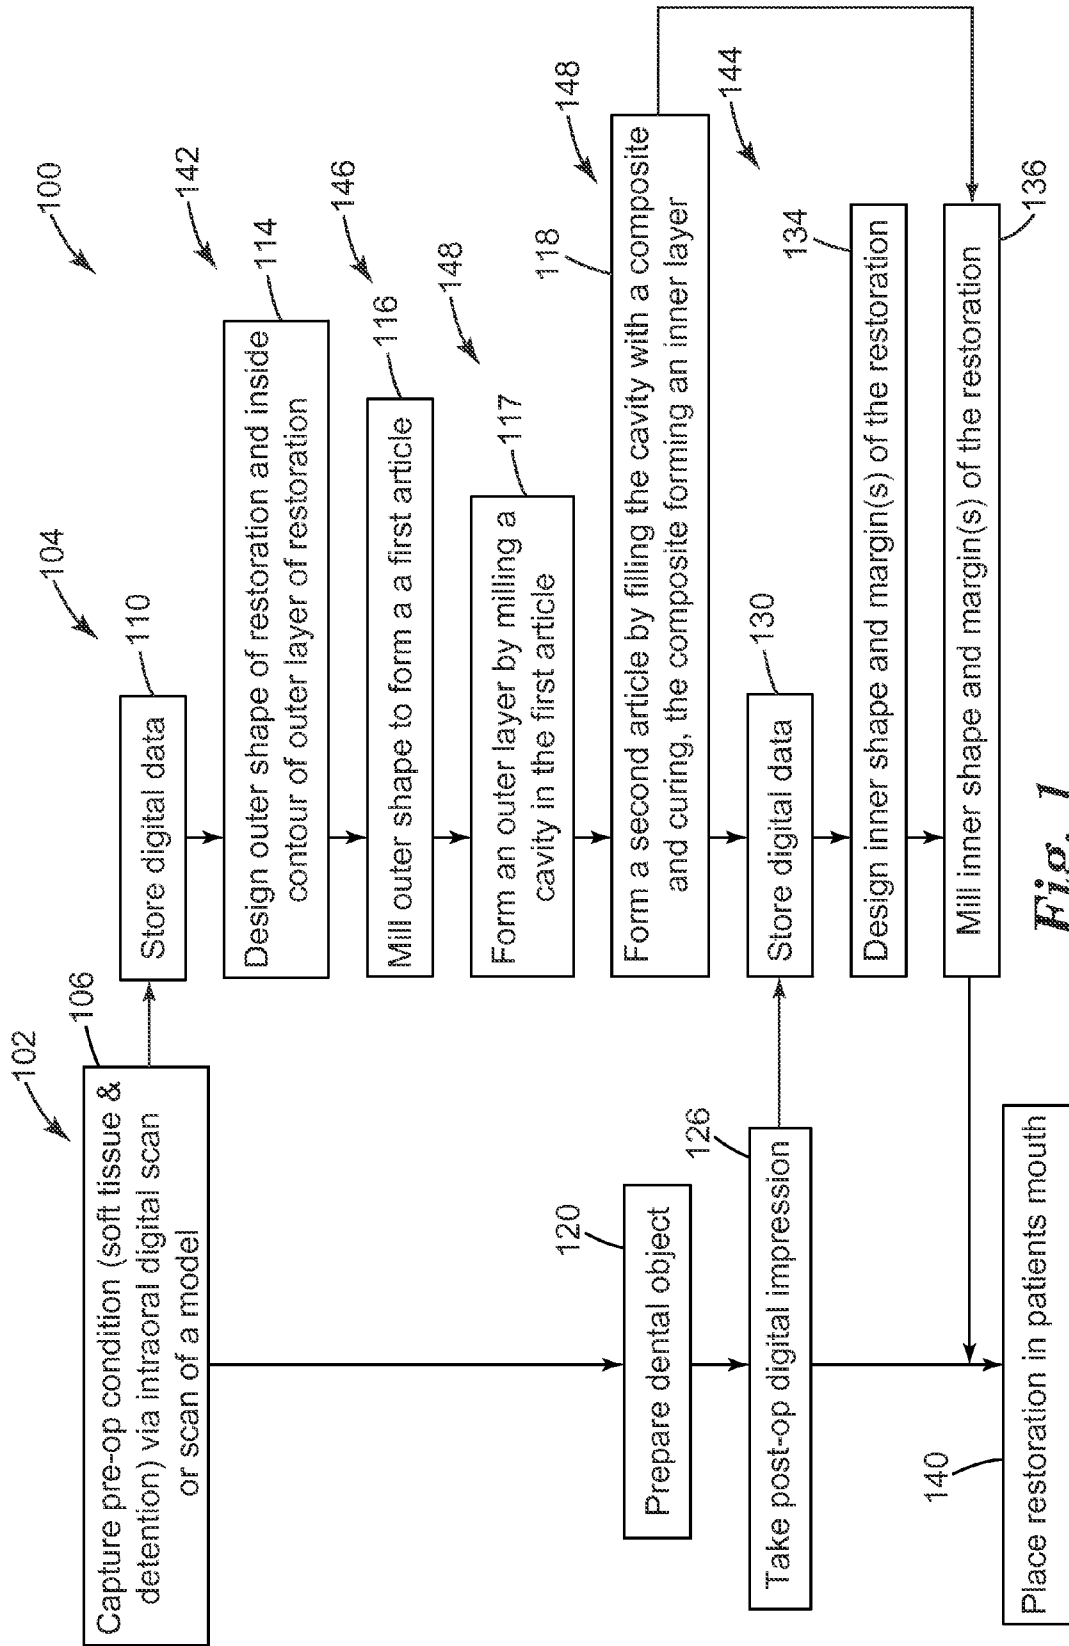 100
102
104
106
Capture pre-op condition (soft tissue &
detention) via intraoral digital scan
or scan of a model
110
Store digital data
142
114
Design outer shape of restoration and inside
contour of outer layer of restoration
146
116
Mill outer shape to form a a first article
148
117
Form an outer layer by milling a
cavity in the first article
148
118
Form a second article by filling the cavity with a composite
and curing, the composite forming an inner layer
120
Prepare dental object
126
Take post-op digital impression
130
Store digital data
144
134
Design inner shape and margin(s) of the restoration
136
Mill inner shape and margin(s) of the restoration
140
Place restoration in patients mouth
Fig. 1